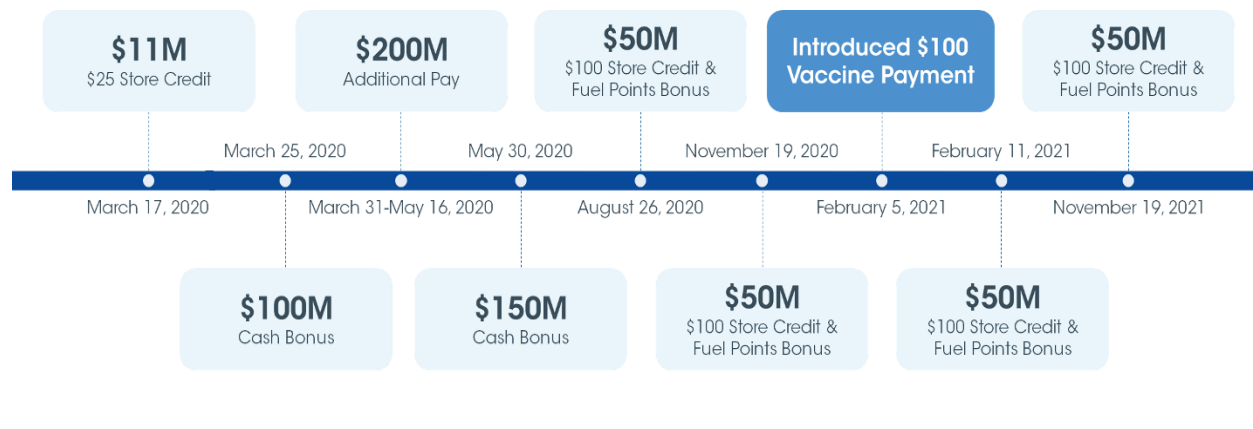 $11M
$25 Store Credit
$200M
Additional Pay
$50M
$100 Store Credit &
Fuel Points Bonus
Introduced $100
Vaccine Payment
$50M
$100 Store Credit &
Fuel Points Bonus
March 25, 2020
May 30, 2020
November 19, 2020
February 11, 2021
March 17, 2020
March 31-May 16, 2020
August 26, 2020
February 5, 2021
November 19, 2021
$100M
Cash Bonus
$150M
Cash Bonus
$50M
$100 Store Credit &
Fuel Points Bonus
$50M
$100 Store Credit &
Fuel Points Bonus